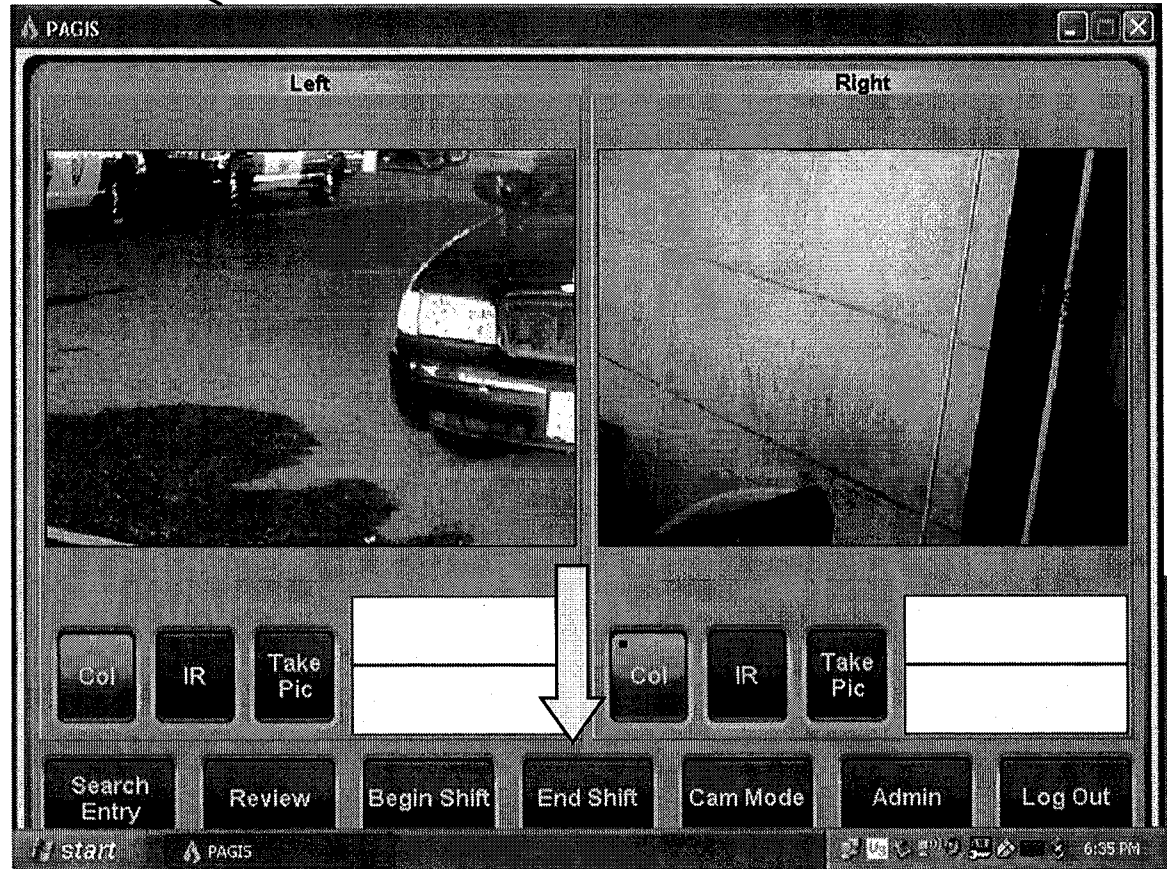 PAGIS
Left
Right
Col
IR
Take
Pic
Col
IR
Take
Pic
Search
Entry
Review
Begin Shift
End Shift
Cam Mode
Admin
Log Out
start
PAGIS
6:35 PM